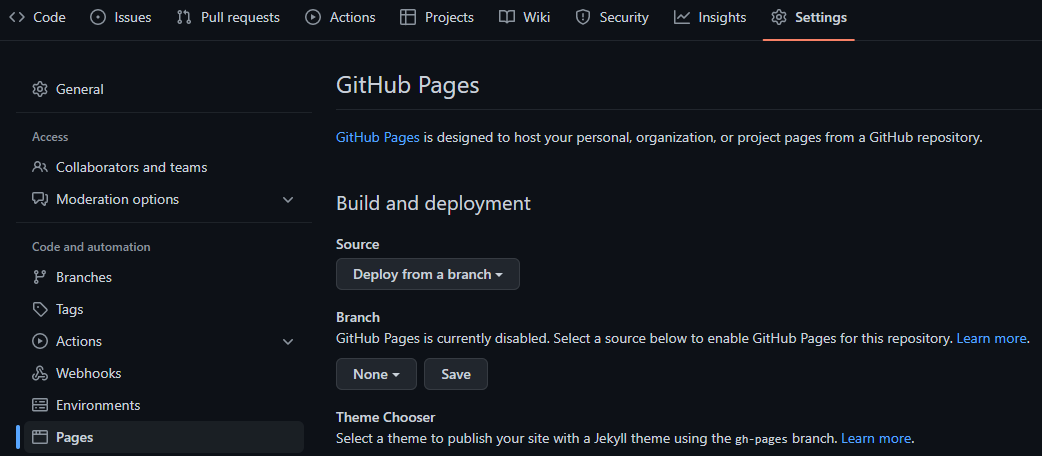 Code Issues Pull requests Actions Projects Wiki Security Insights Settings
General
Access
Collaborators and teams
Moderation options
Code and automation
Branches
Tags
Actions
Webhooks
Environments
Pages
GitHub Pages
GitHub Pages is designed to host your personal, organization, or project pages from a GitHub repository.
Build and deployment
Source
Deploy from a branch
Branch
GitHub Pages is currently disabled. Select a source below to enable GitHub Pages for this repository. Learn more.
None Save
Theme Chooser
Select a theme to publish your site with a Jekyll theme using the gh-pages branch. Learn more.